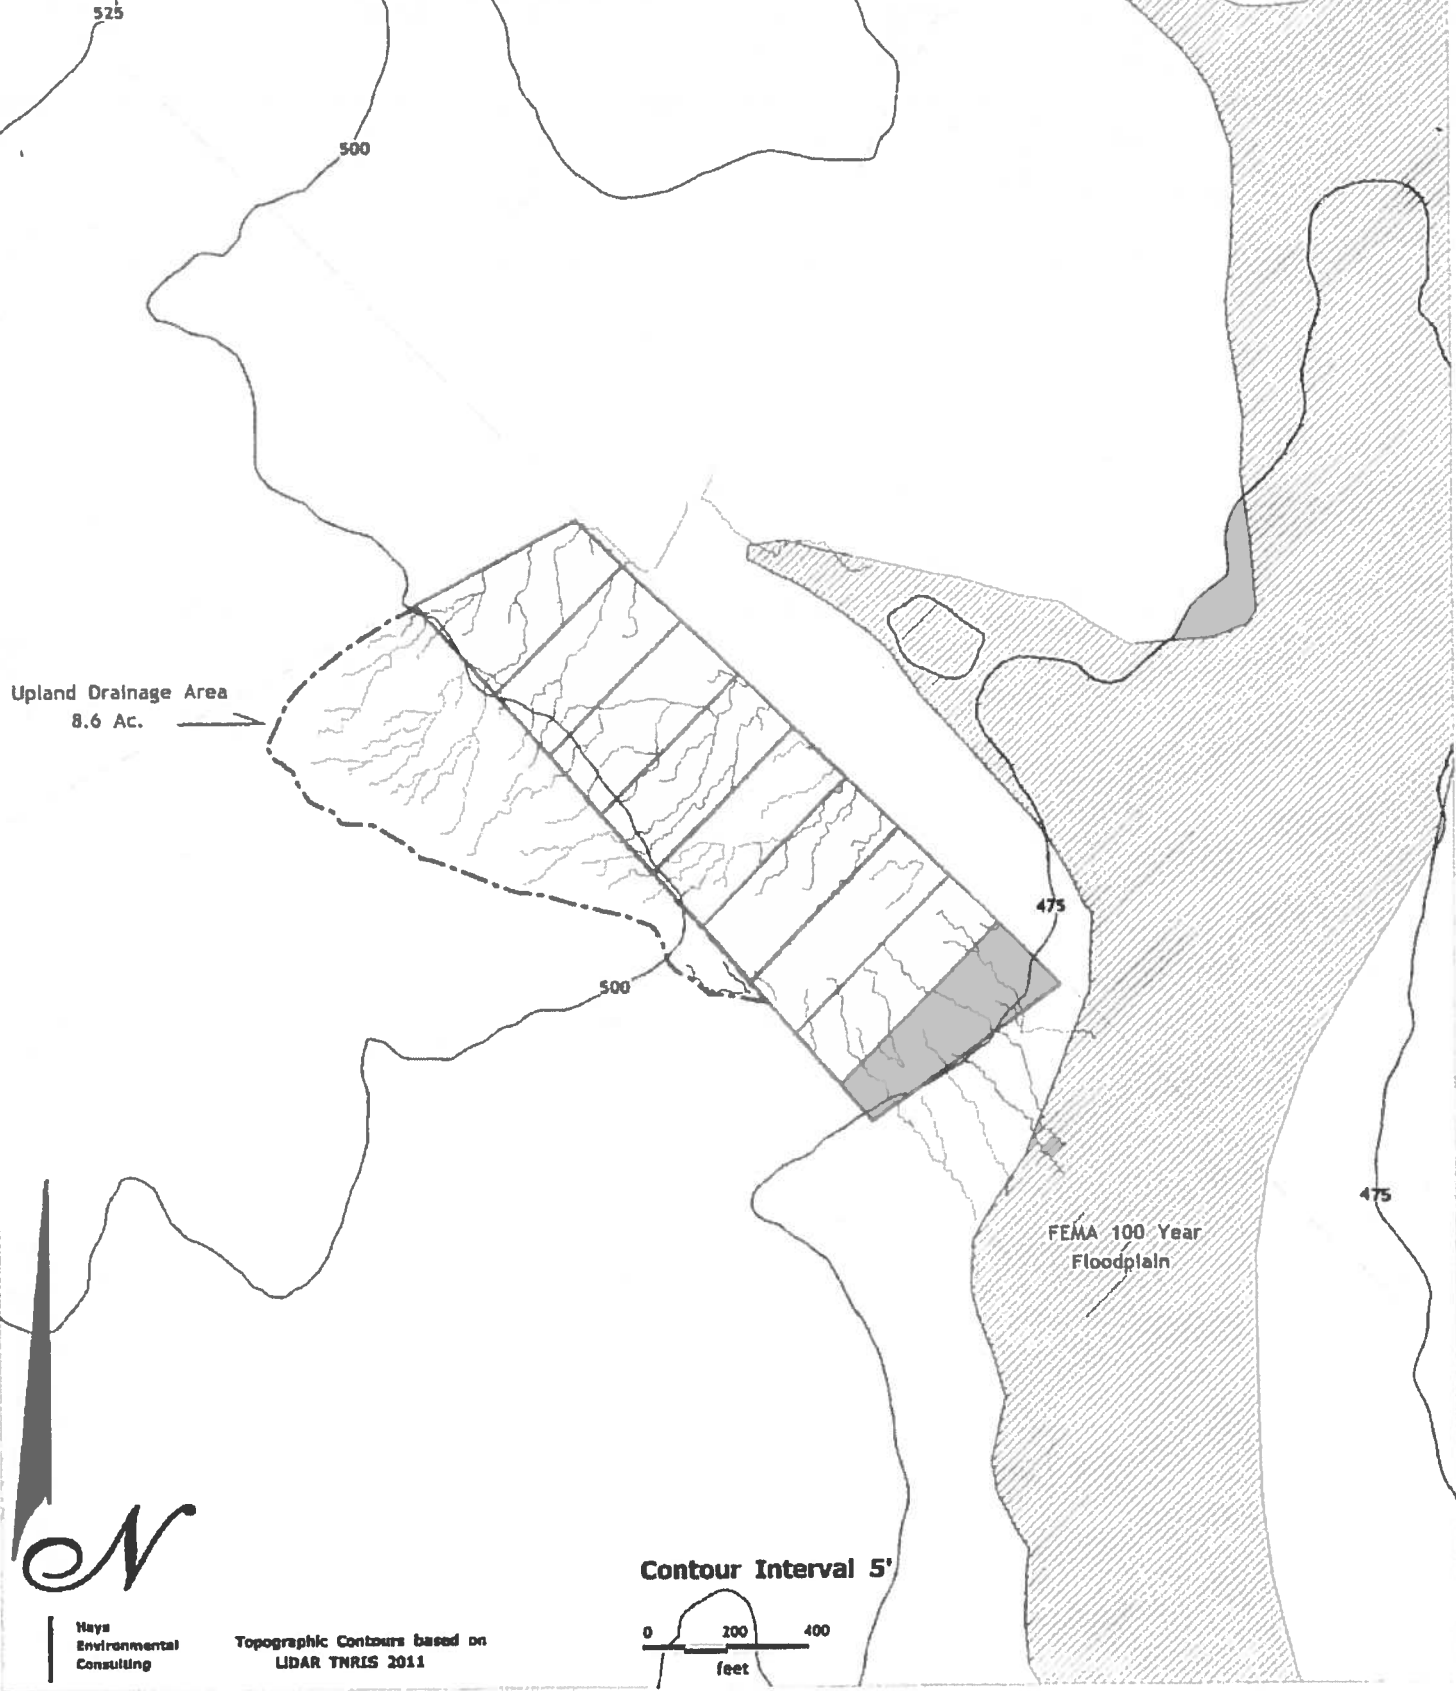 525
500
Upland Drainage Area
8.6 Ac.
475
500
475
FEMA 100 Year
Floodplain
N
Contour Interval 5'
0 200 400
feet
Hays
Environmental
Consulting
Topographic Contours based on
LIDAR TNRIS 2011